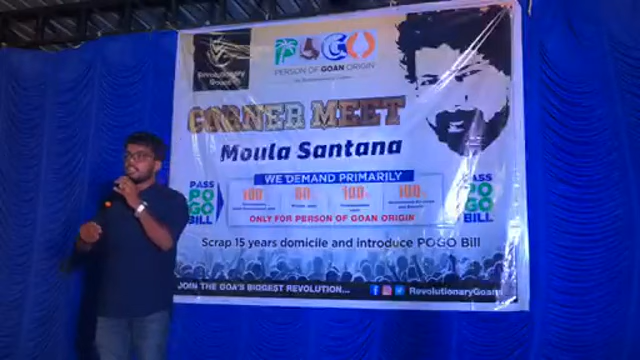 Revolutionary
Goans
POGO
PERSON OF GOAN ORIGIN
CORNER MEET
Moula Santana
WE DEMAND PRIMARILY
PASS
POGO
BILL
100
80
100
100
ONLY FOR PERSON OF GOAN ORIGIN
PASS
POGO
BILL
Scrap 15 years domicile and introduce POGO Bill
JOIN THE GOA'S BIGGEST REVOLUTION...
RevolutionaryGoans